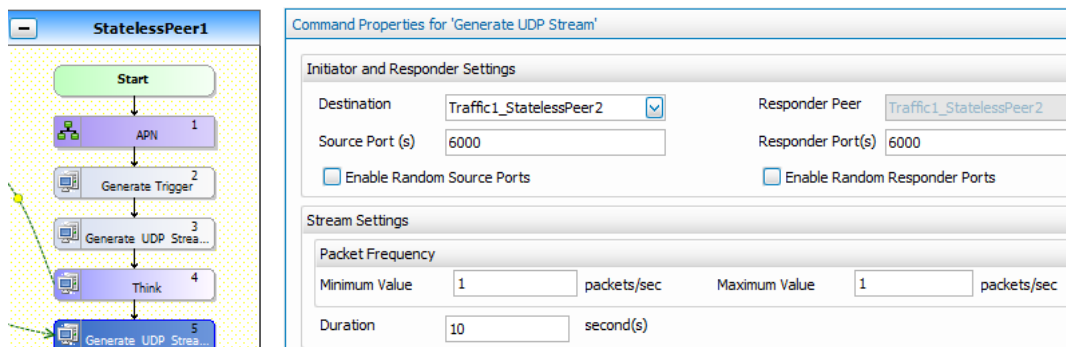 StatelessPeer1
Start
1
APN
2
Generate Trigger
3
Generate UDP Strea...
4
Think
5
Generate UDP Strea...
Command Properties for 'Generate UDP Stream'
Initiator and Responder Settings
Destination Traffic1_StatelessPeer2 Responder Peer Traffic1_StatelessPeer2
Source Port (s) 6000 Responder Port(s) 6000
Enable Random Source Ports Enable Random Responder Ports
Stream Settings
Packet Frequency
Minimum Value 1 packets/sec Maximum Value 1 packets/sec
Duration 10 second(s)